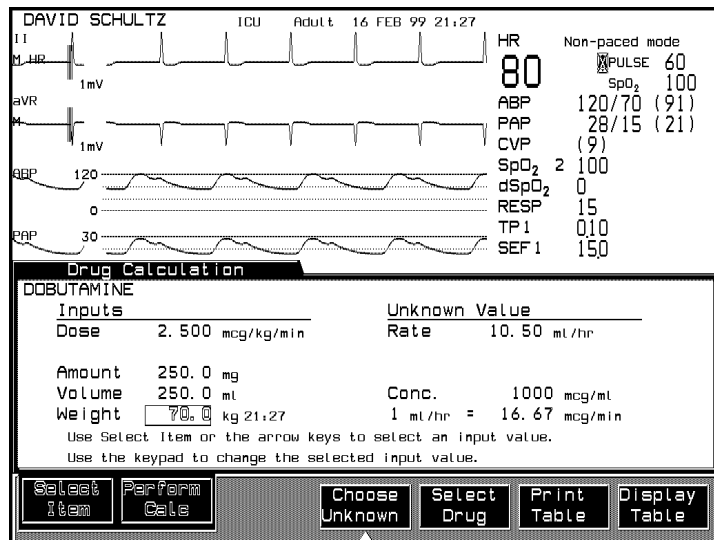 DAVID SCHULTZ ICU Adult 16 FEB 99 21:27
II
M HR
1mV
aVR
M
1mV
ABP 120
0
PAP 30
HR Non-paced mode
80
PULSE 60
SpO₂ 100
ABP 120/70 (91)
PAP 28/15 (21)
CVP (9)
SpO₂ 2 100
dSpO₂ 0
RESP 15
TP1 0.10
SEF1 15.0
Drug Calculation
DOBUTAMINE
Inputs Unknown Value
Dose 2.500 mcg/kg/min Rate 10.50 ml/hr
Amount 250.0 mg
Volume 250.0 ml Conc. 1000 mcg/ml
Weight 70.0 kg 21:27 1 ml/hr = 16.67 mcg/min
Use Select Item or the arrow keys to select an input value.
Use the keypad to change the selected input value.
Select Item
Perform Calc
Choose Unknown
Select Drug
Print Table
Display Table